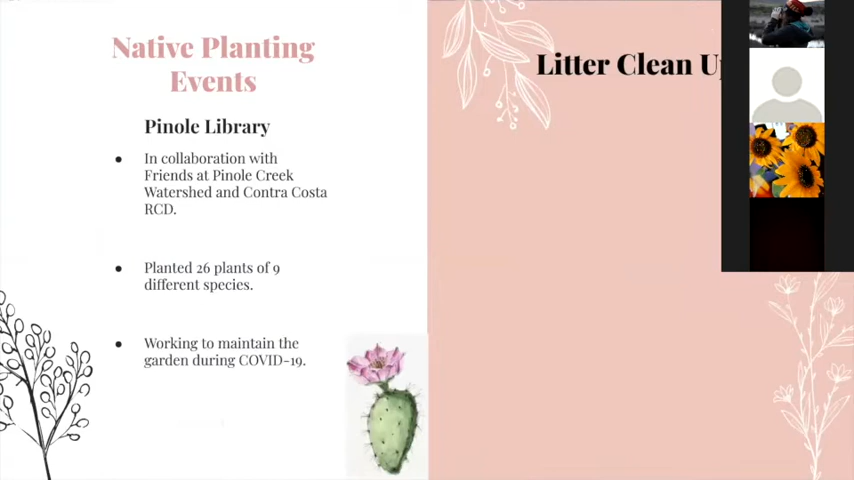 Native Planting
Events
Pinole Library
In collaboration with
Friends at Pinole Creek
Watershed and Contra Costa
RCD.
Planted 26 plants of 9
different species.
Working to maintain the
garden during COVID-19.
Litter Clean